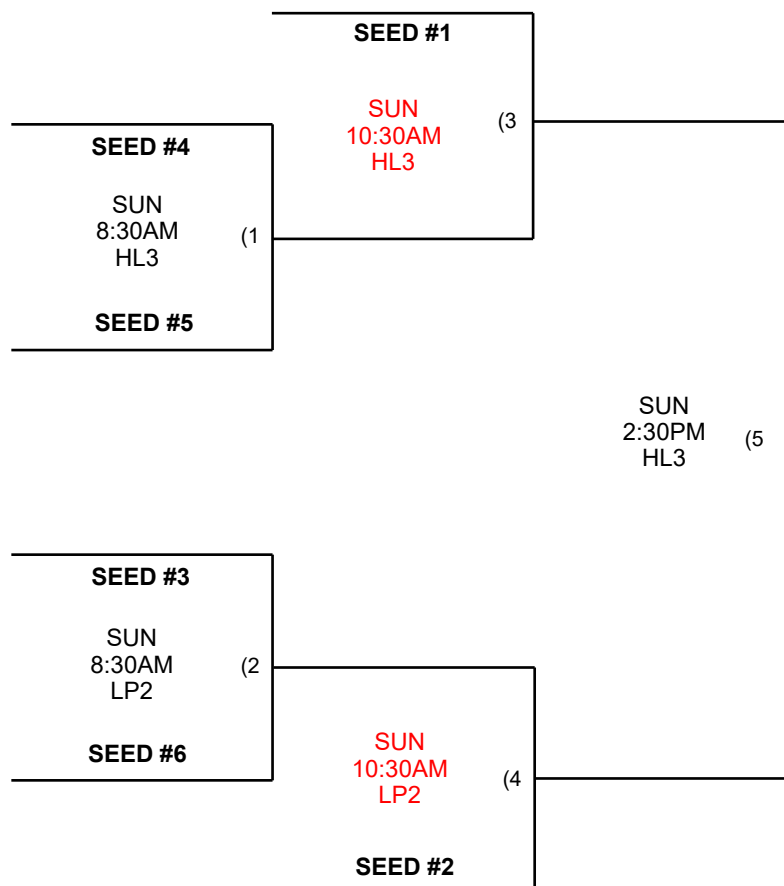 SEED #1
SUN
10:30AM
HL3
(3
SEED #4
SUN
8:30AM
HL3
(1
SEED #5
SUN
2:30PM
HL3
(5
SEED #3
SUN
8:30AM
LP2
(2
SEED #6
SUN
10:30AM
LP2
(4
SEED #2